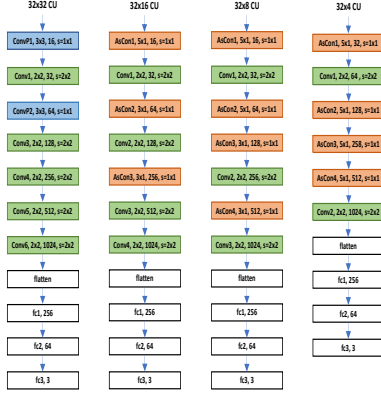 32x32 CU
ConvP1, 3x3, 16, s=1x1
Conv1, 2x2, 32, s=2x2
ConvP2, 3x3, 64, s=1x1
Conv3, 2x2, 128, s=2x2
Conv4, 2x2, 256, s=2x2
Conv5, 2x2, 512, s=2x2
Conv6, 2x2, 1024, s=2x2
flatten
fc1, 256
fc2, 64
fc3, 3
32x16 CU
AsCon1, 5x1, 16, s=1x1
Conv1, 2x2, 32, s=2x2
AsCon2, 3x1, 64, s=1x1
Conv2, 2x2, 128, s=2x2
AsCon3, 3x1, 256, s=1x1
Conv3, 2x2, 512, s=2x2
Conv4, 2x2, 1024, s=2x2
flatten
fc1, 256
fc2, 64
fc3, 3
32x8 CU
AsCon1, 5x1, 16, s=1x1
Conv1, 2x2, 32, s=2x2
AsCon2, 5x1, 64, s=1x1
AsCon3, 3x1, 128, s=1x1
Conv2, 2x2, 256, s=2x2
AsCon4, 3x1, 512, s=1x1
Conv3, 2x2, 1024, s=2x2
flatten
fc1, 256
fc2, 64
fc3, 3
32x4 CU
AsCon1, 5x1, 32, s=1x1
Conv1, 2x2, 64 , s=2x2
AsCon2, 5x1, 128, s=1x1
AsCon3, 5x1, 258, s=1x1
AsCon4, 5x1, 512, s=1x1
Conv2, 2x2, 1024, s=2x2
flatten
fc1, 256
fc2, 64
fc3, 3